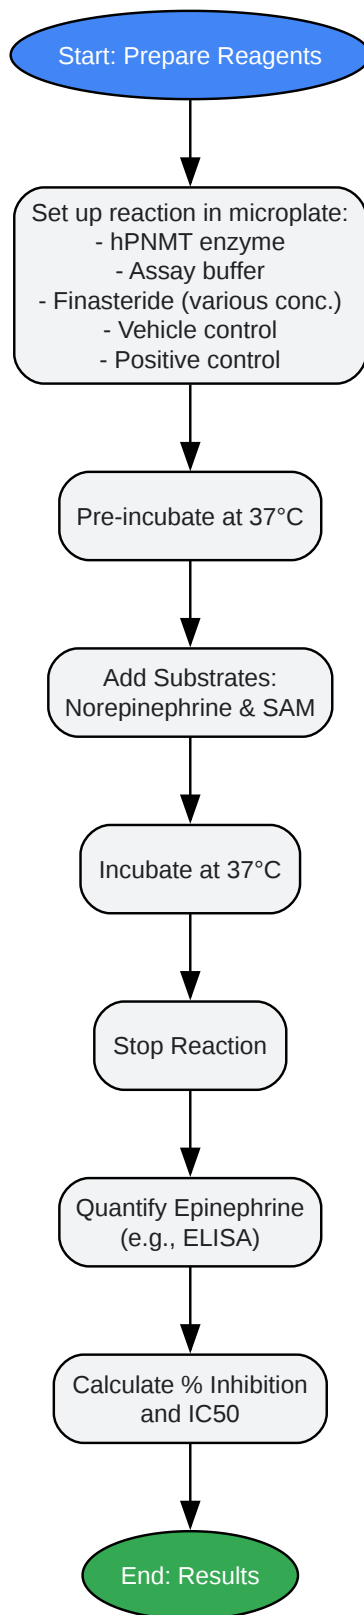 Start: Prepare Reagents
Set up reaction in microplate:
- hPNMT enzyme
- Assay buffer
- Finasteride (various conc.)
- Vehicle control
- Positive control
Pre-incubate at 37°C
Add Substrates:
Norepinephrine & SAM
Incubate at 37°C
Stop Reaction
Quantify Epinephrine
(e.g., ELISA)
Calculate % Inhibition
and IC50
End: Results